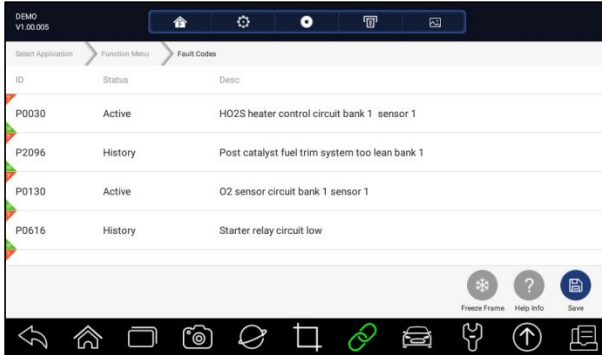 DEMO
V1.00.005
Select Application Function Menu Fault Codes
ID Status Desc
P0030 Active HO2S heater control circuit bank 1 sensor 1
P2096 History Post catalyst fuel trim system too lean bank 1
P0130 Active O2 sensor circuit bank 1 sensor 1
P0616 History Starter relay circuit low
Freeze Frame Help Info Save